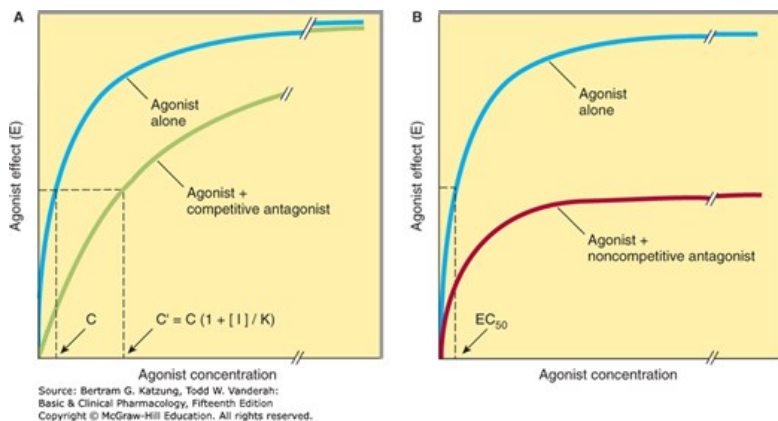 A
Agonist effect (E)
Agonist
alone
Agonist +
competitive antagonist
C
C' = C (1 + [ I ] / K)
Agonist concentration
B
Agonist effect (E)
Agonist
alone
Agonist +
noncompetitive antagonist
EC50
Agonist concentration
Source: Bertram G. Katzung, Todd W. Vanderah:
Basic & Clinical Pharmacology, Fifteenth Edition
Copyright © McGraw-Hill Education. All rights reserved.